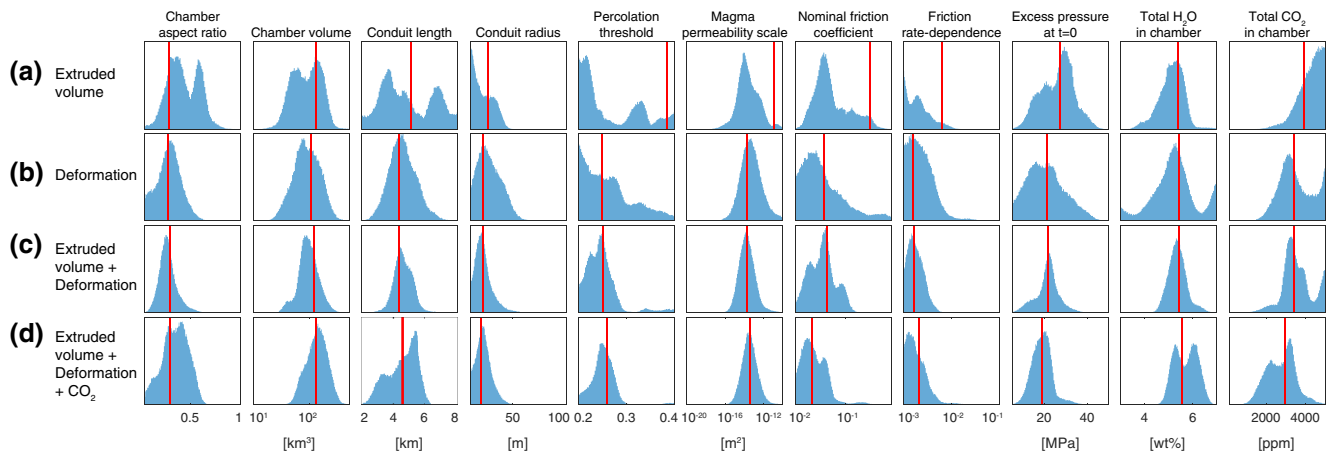 Chamber
aspect ratio
Chamber volume
Conduit length
Conduit radius
Percolation
threshold
Magma
permeability scale
Nominal friction
coefficient
Friction
rate-dependence
Excess pressure
at t=0
Total H₂O
in chamber
Total CO₂
in chamber
(a) Extruded
volume
(b) Deformation
(c) Extruded
volume +
Deformation
(d) Extruded
volume +
Deformation
+ CO₂
0.5 1 10¹ 10² 2 4 6 8 50 100 0.2 0.3 0.4 10⁻²⁰ 10⁻¹⁶ 10⁻¹² 10⁻² 10⁻¹ 10⁻³ 10⁻² 10⁻¹ 20 40 4 6 2000 4000
[km³] [km] [m] [m²] [MPa] [wt%] [ppm]